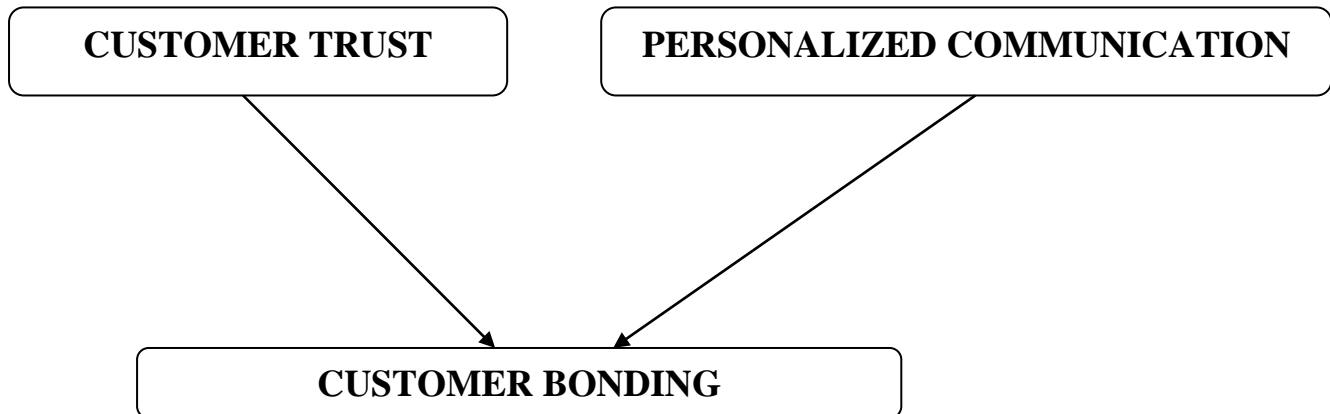 CUSTOMER TRUST
PERSONALIZED COMMUNICATION
CUSTOMER BONDING